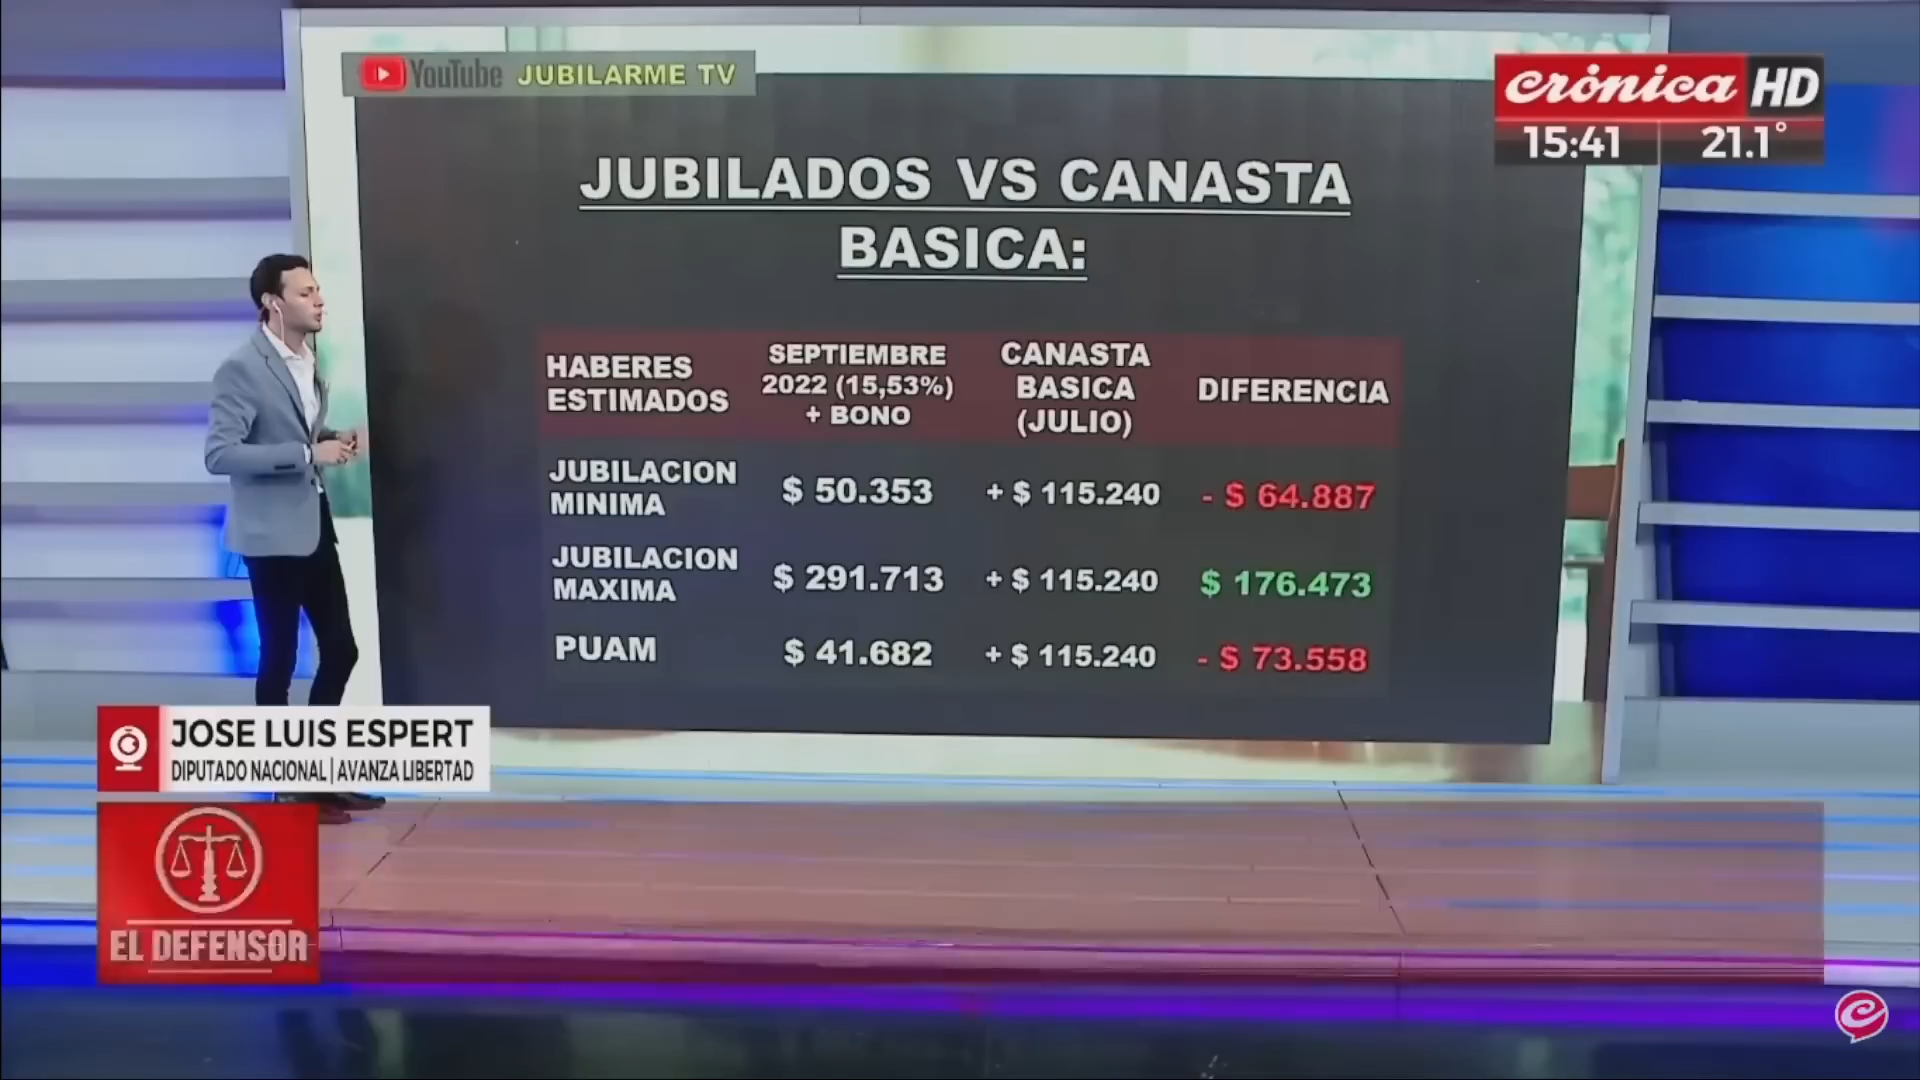 YouTube JUBILARME TV
crónica HD
15:41 21.1°
JUBILADOS VS CANASTA
BASICA:
HABERES
ESTIMADOS
SEPTIEMBRE
2022 (15,53%)
+ BONO
CANASTA
BASICA
(JULIO)
DIFERENCIA
JUBILACION
MINIMA
$ 50.353
+ $ 115.240
- $ 64.887
JUBILACION
MAXIMA
$ 291.713
+ $ 115.240
$ 176.473
PUAM
$ 41.682
+ $ 115.240
- $ 73.558
JOSE LUIS ESPERT
DIPUTADO NACIONAL | AVANZA LIBERTAD
EL DEFENSOR